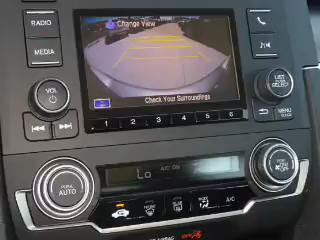 RADIO
MEDIA
VOL
Change View
Check Your Surroundings
LIST
SELECT
MENU
1 2 3 4 5 6
A/C ON
Lo
AUTO
A/C